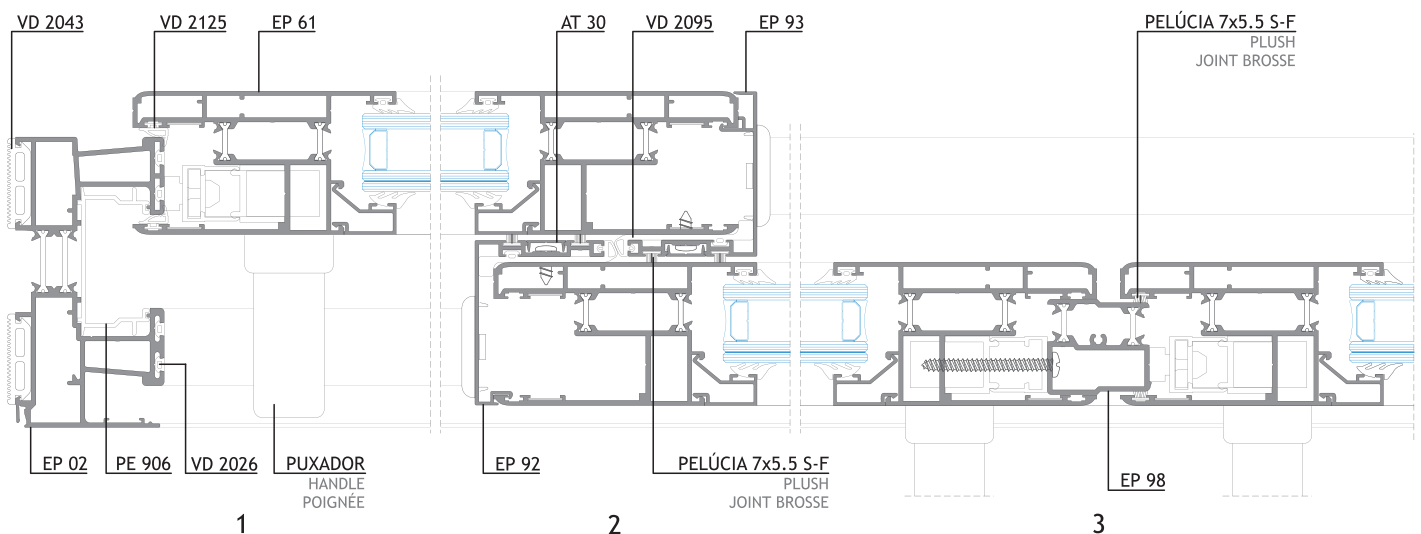 VD 2043
VD 2125
EP 61
AT 30
VD 2095
EP 93
PELÚCIA 7x5.5 S-F
PLUSH
JOINT BROSSE
EP 02
PE 906
VD 2026
PUXADOR
HANDLE
POIGNÉE
EP 92
PELÚCIA 7x5.5 S-F
PLUSH
JOINT BROSSE
EP 98
1
2
3